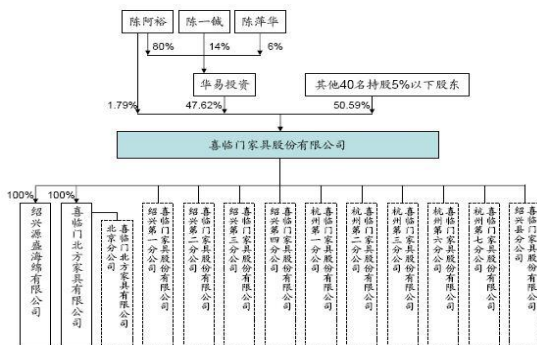 陈阿裕
陈一铖
陈萍华
80%
14%
6%
华易投资
其他40名持股5%以下股东
1.79%
47.62%
50.59%
喜临门家具股份有限公司
100%
100%
绍兴源盛海绵有限公司
喜临门北方家具有限公司
喜临门北方家具有限公司
北京分公司
喜临门家具股份有限公司
绍兴第一分公司
喜临门家具股份有限公司
绍兴第二分公司
喜临门家具股份有限公司
绍兴第三分公司
喜临门家具股份有限公司
绍兴第四分公司
喜临门家具股份有限公司
杭州第一分公司
喜临门家具股份有限公司
杭州第二分公司
喜临门家具股份有限公司
杭州第三分公司
喜临门家具股份有限公司
杭州第六分公司
喜临门家具股份有限公司
杭州第七分公司
喜临门家具股份有限公司
绍兴县分公司